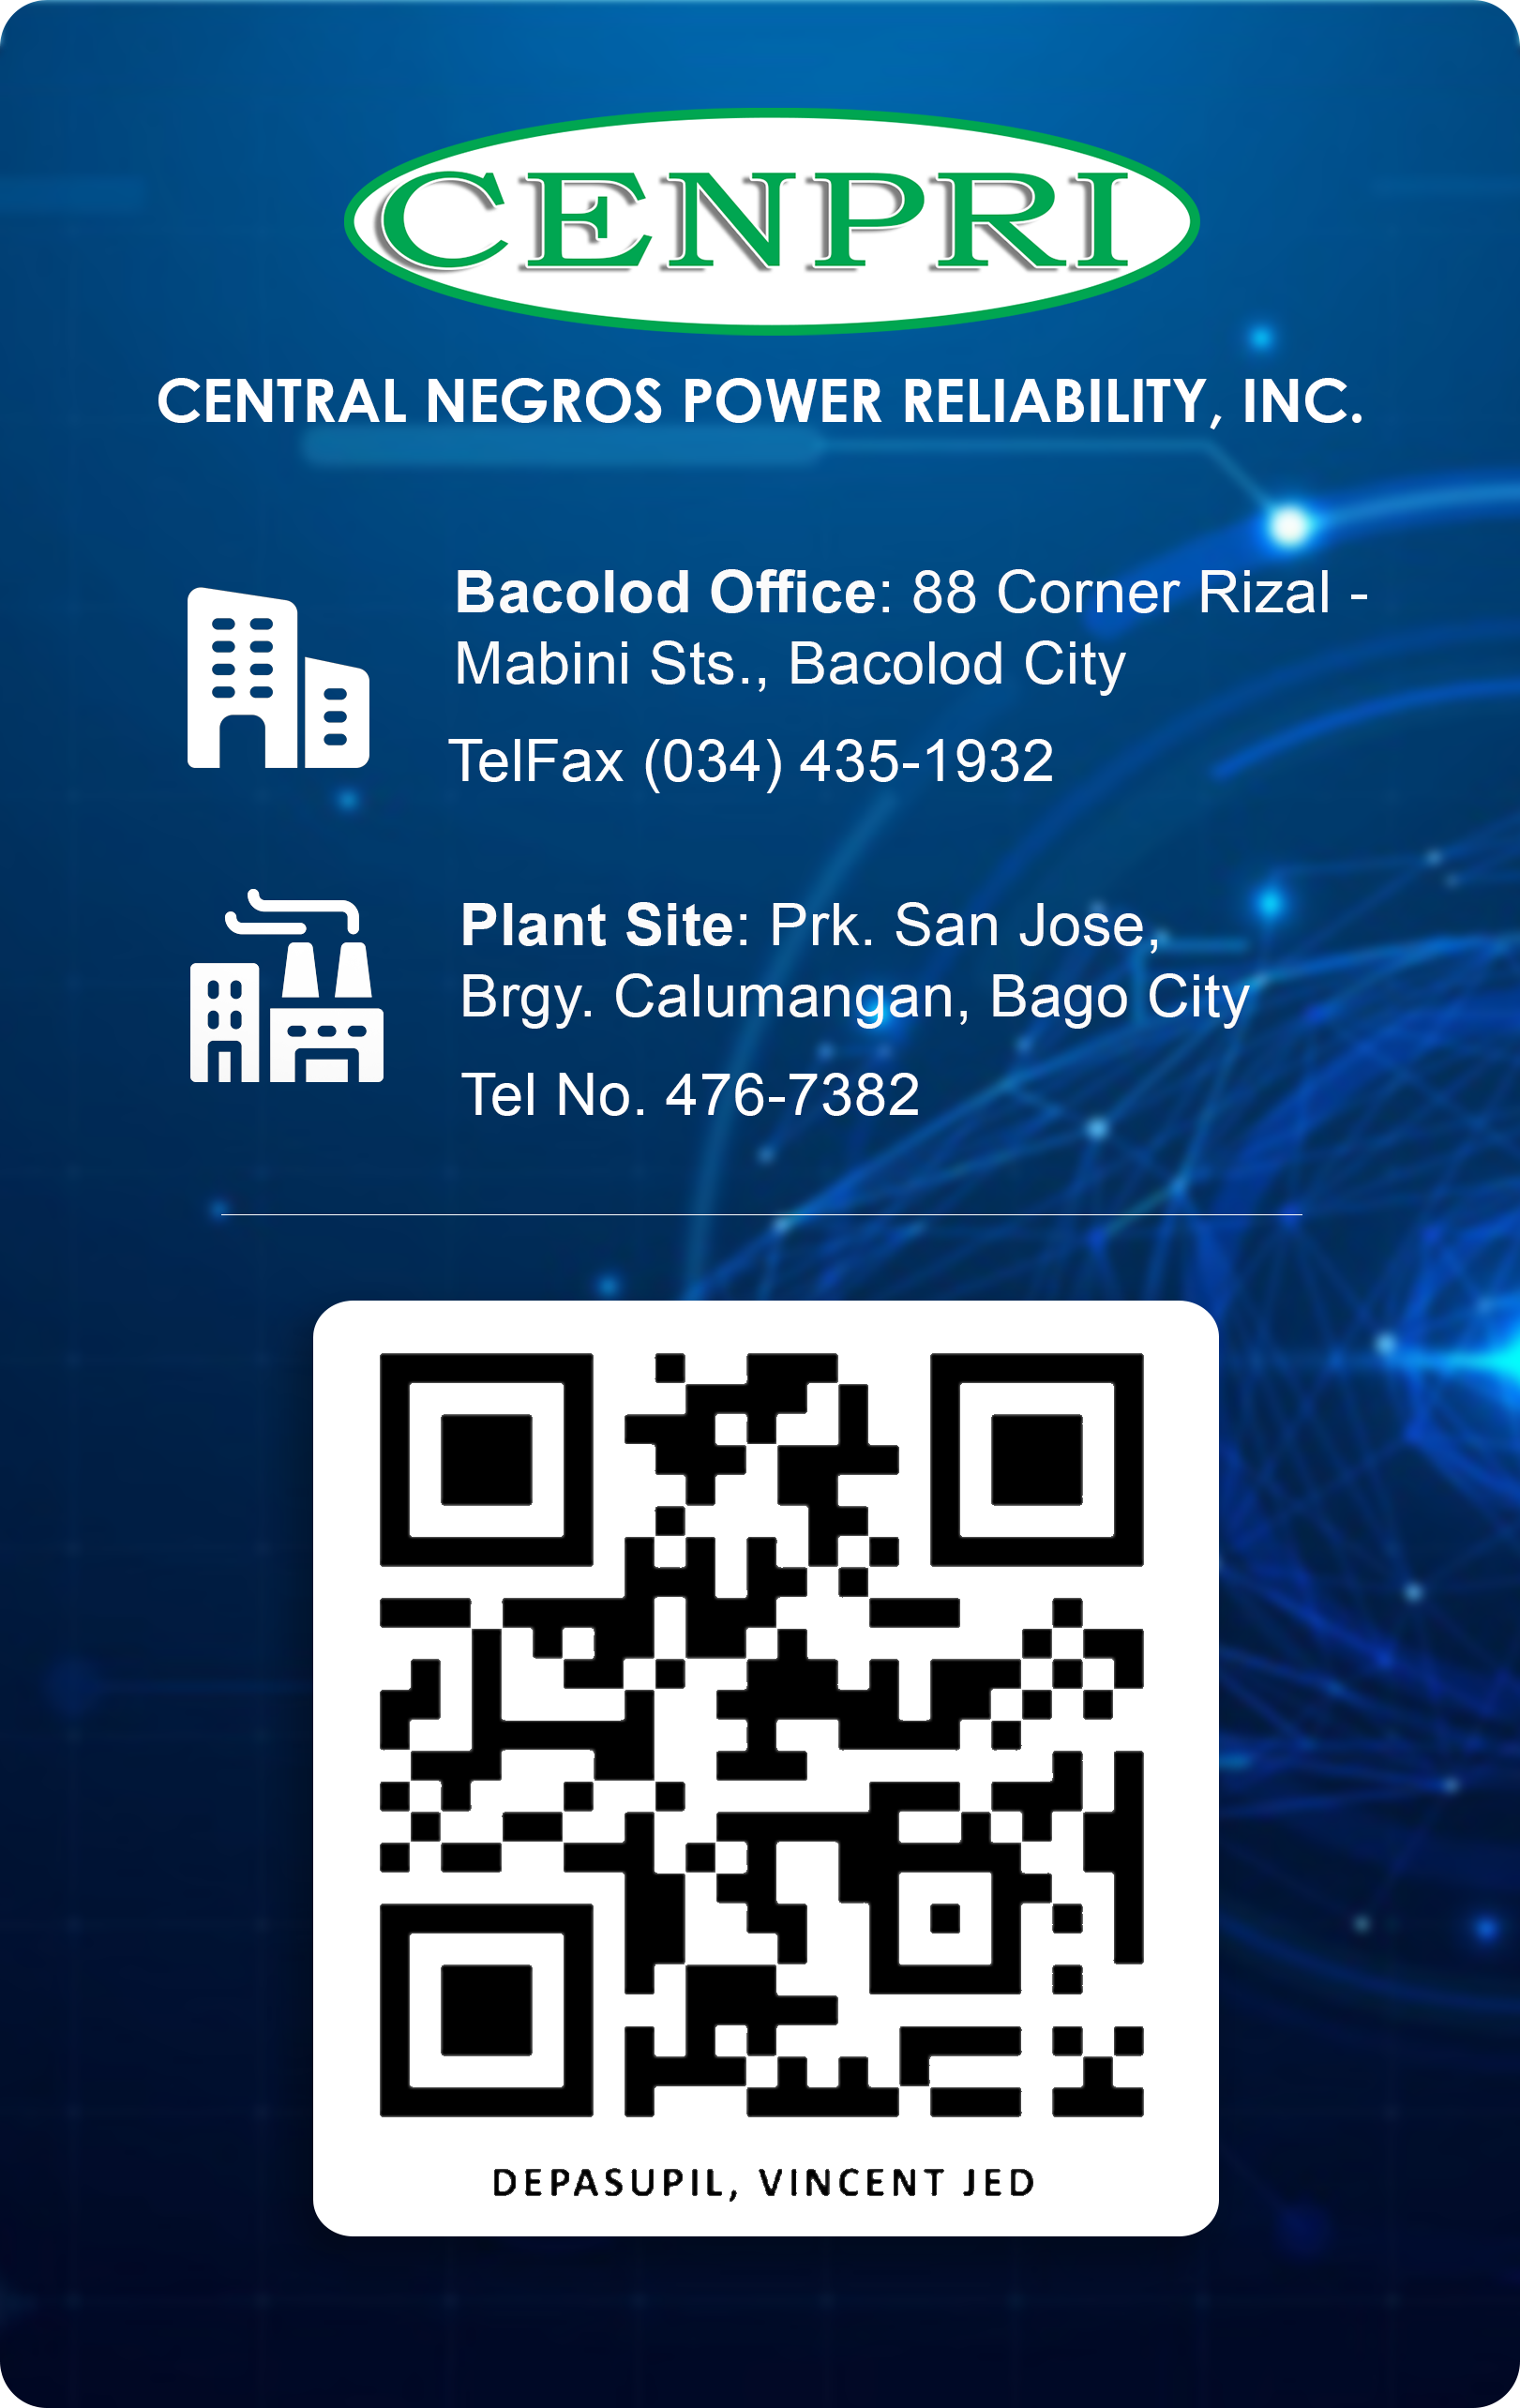 CENPRI
CENTRAL NEGROS POWER RELIABILITY, INC.
Bacolod Office: 88 Corner Rizal -
Mabini Sts., Bacolod City
TelFax (034) 435-1932
Plant Site: Prk. San Jose,
Brgy. Calumangan, Bago City
Tel No. 476-7382
DEPASUPIL, VINCENT JED